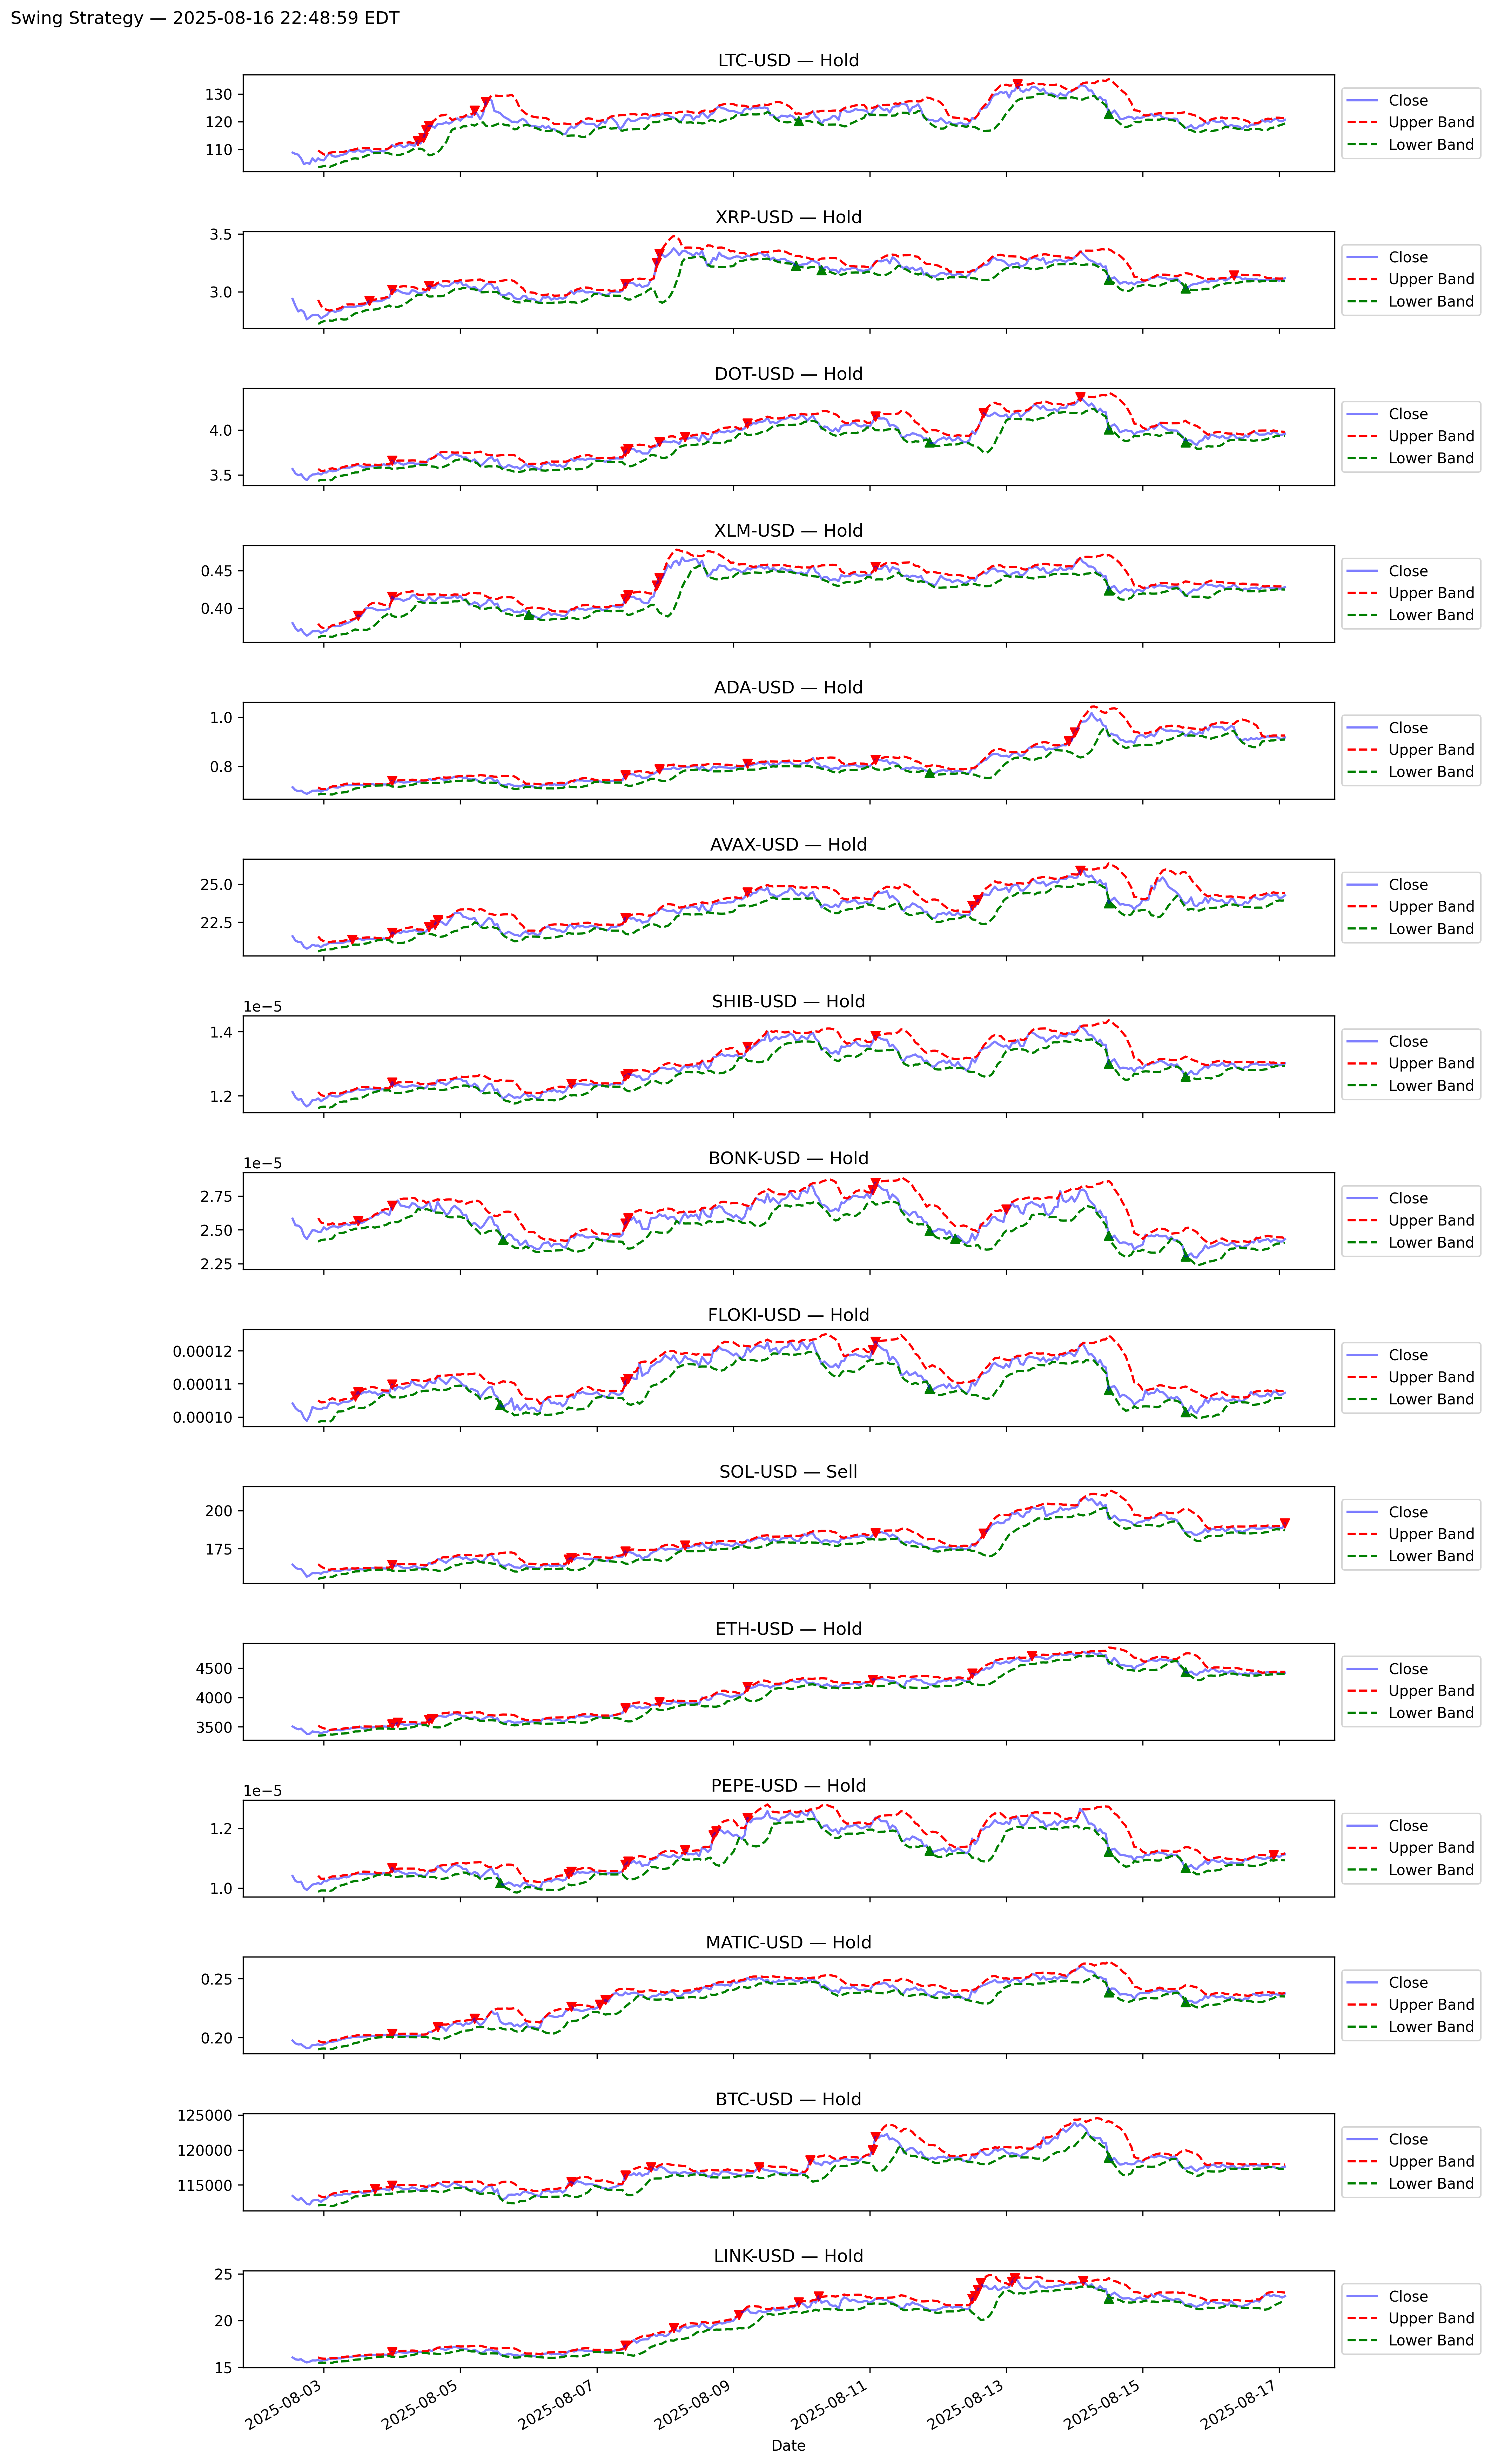 Swing Strategy — 2025-08-16 22:48:59 EDT
LTC-USD — Hold
130
120
110
Close
Upper Band
Lower Band
XRP-USD — Hold
3.5
3.0
Close
Upper Band
Lower Band
DOT-USD — Hold
4.0
3.5
Close
Upper Band
Lower Band
XLM-USD — Hold
0.45
0.40
Close
Upper Band
Lower Band
ADA-USD — Hold
1.0
0.8
Close
Upper Band
Lower Band
AVAX-USD — Hold
25.0
22.5
Close
Upper Band
Lower Band
SHIB-USD — Hold
1e−5
1.4
1.2
Close
Upper Band
Lower Band
BONK-USD — Hold
1e−5
2.75
2.50
2.25
Close
Upper Band
Lower Band
FLOKI-USD — Hold
0.00012
0.00011
0.00010
Close
Upper Band
Lower Band
SOL-USD — Sell
200
175
Close
Upper Band
Lower Band
ETH-USD — Hold
4500
4000
3500
Close
Upper Band
Lower Band
PEPE-USD — Hold
1e−5
1.2
1.0
Close
Upper Band
Lower Band
MATIC-USD — Hold
0.25
0.20
Close
Upper Band
Lower Band
BTC-USD — Hold
125000
120000
115000
Close
Upper Band
Lower Band
LINK-USD — Hold
25
20
15
Close
Upper Band
Lower Band
2025-08-03
2025-08-05
2025-08-07
2025-08-09
2025-08-11
2025-08-13
2025-08-15
2025-08-17
Date